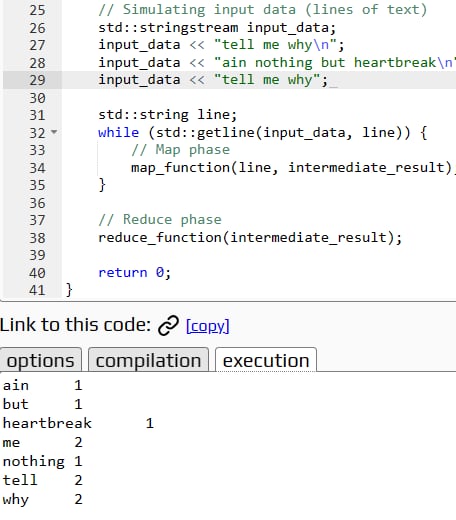 25 // Simulating input data (lines of text)
26 std::stringstream input_data;
27 input_data << "tell me why\n";
28 input_data << "ain nothing but heartbreak\n"
29 input_data << "tell me why";
30
31 std::string line;
32 while (std::getline(input_data, line)) {
33 // Map phase
34 map_function(line, intermediate_result)
35 }
36
37 // Reduce phase
38 reduce_function(intermediate_result);
39
40 return 0;
41 }
Link to this code: [copy]
options compilation execution
ain 1
but 1
heartbreak 1
me 2
nothing 1
tell 2
why 2